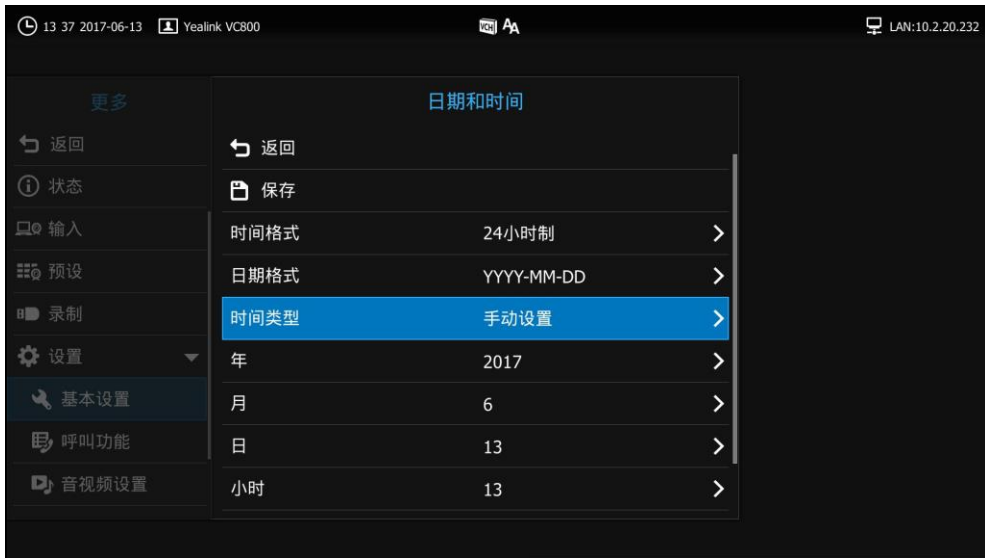 13 37 2017-06-13 Yealink VC800 VCH AA LAN:10.2.20.232
更多
返回
状态
输入
预设
录制
设置
基本设置
呼叫功能
音视频设置
日期和时间
返回
保存
时间格式 24小时制
日期格式 YYYY-MM-DD
时间类型 手动设置
年 2017
月 6
日 13
小时 13